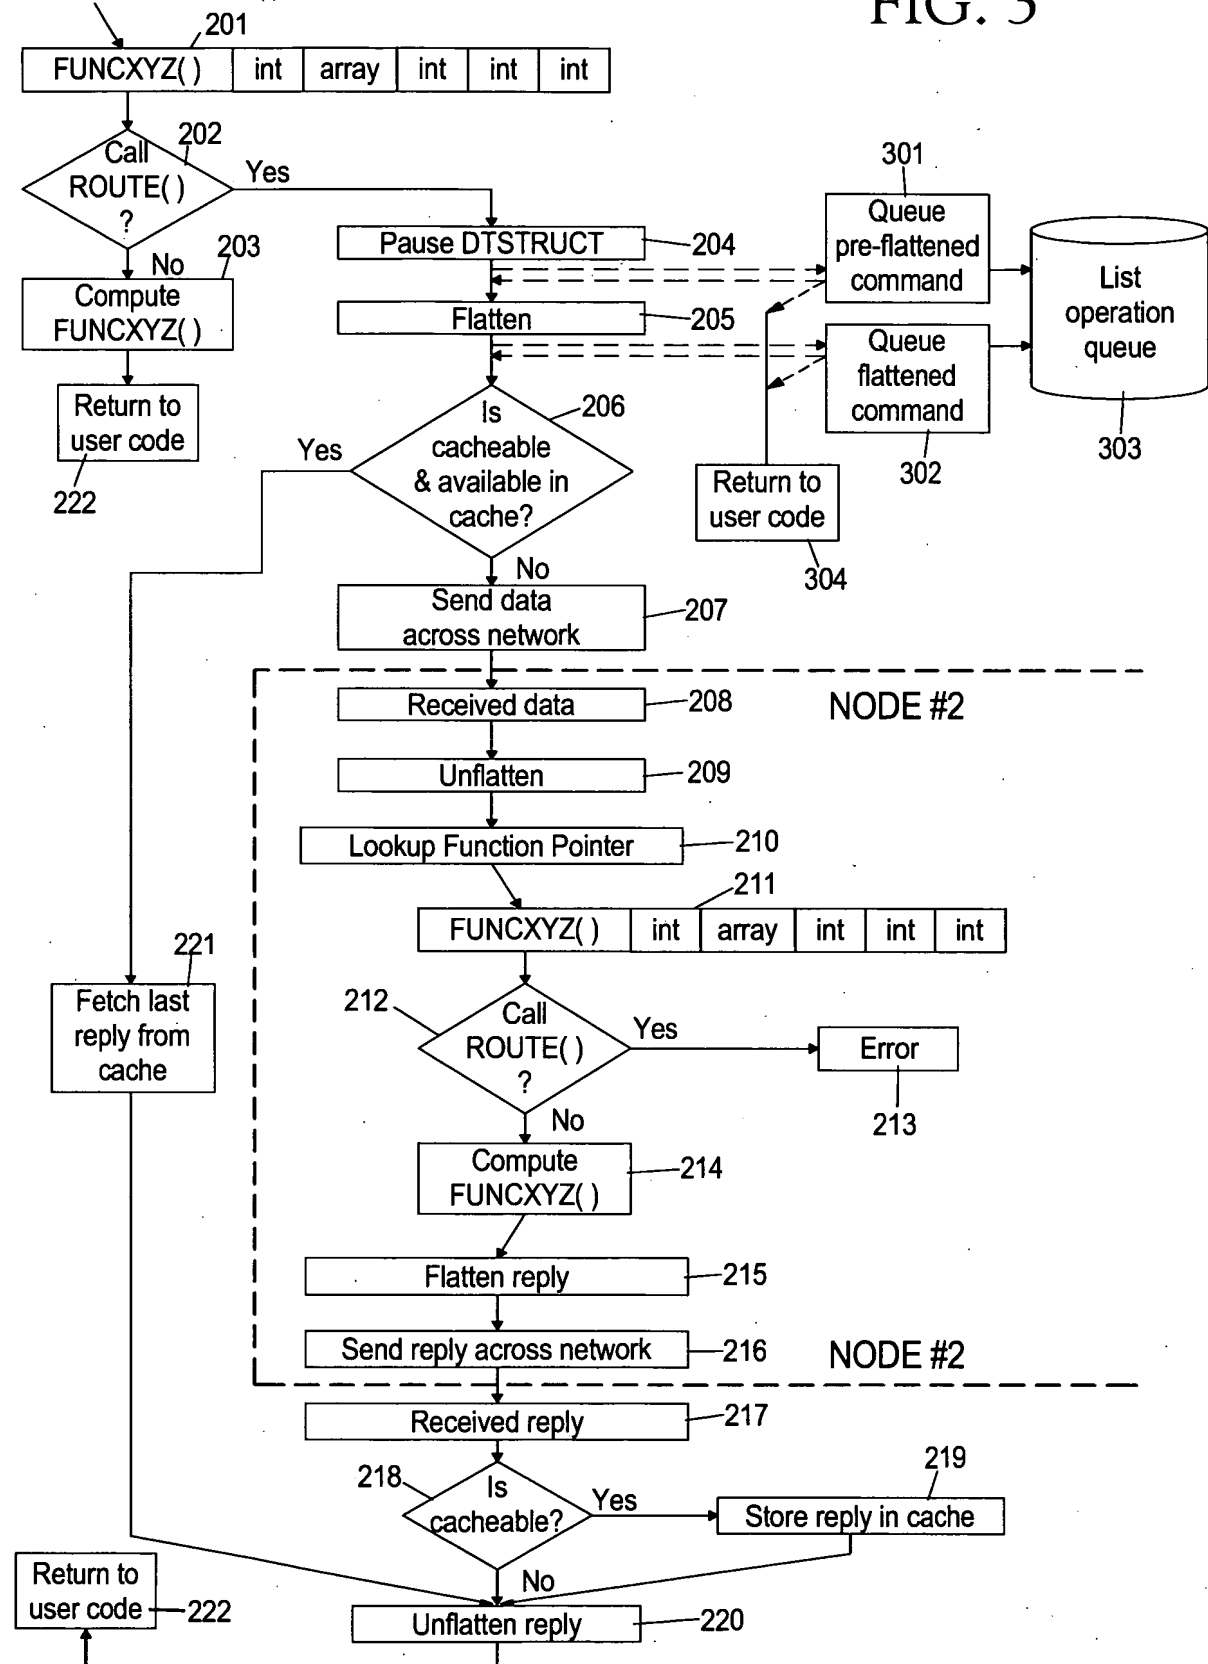 FIG. 3
201
FUNCXYZ( ) int array int int int
202
Call
ROUTE( )
?
Yes
No
203
Compute
FUNCXYZ( )
Return to
user code
222
Pause DTSTRUCT
204
Flatten
205
301
Queue
pre-flattened
command
Queue
flattened
command
302
List
operation
queue
303
Return to
user code
304
Is
cacheable
& available in
cache?
206
Yes
No
Send data
across network
207
NODE #2
Received data
208
Unflatten
209
Lookup Function Pointer
210
211
FUNCXYZ( ) int array int int int
212
Call
ROUTE( )
?
Yes
Error
213
No
Compute
FUNCXYZ( )
214
221
Fetch last
reply from
cache
Flatten reply
215
Send reply across network
216
NODE #2
Received reply
217
218
Is
cacheable?
Yes
219
Store reply in cache
No
Return to
user code
222
Unflatten reply
220